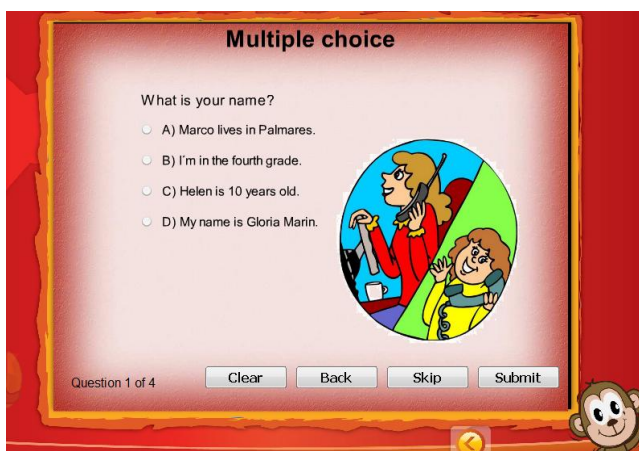 Multiple choice
What is your name?
A) Marco lives in Palmares.
B) I´m in the fourth grade.
C) Helen is 10 years old.
D) My name is Gloria Marin.
Question 1 of 4
Clear
Back
Skip
Submit